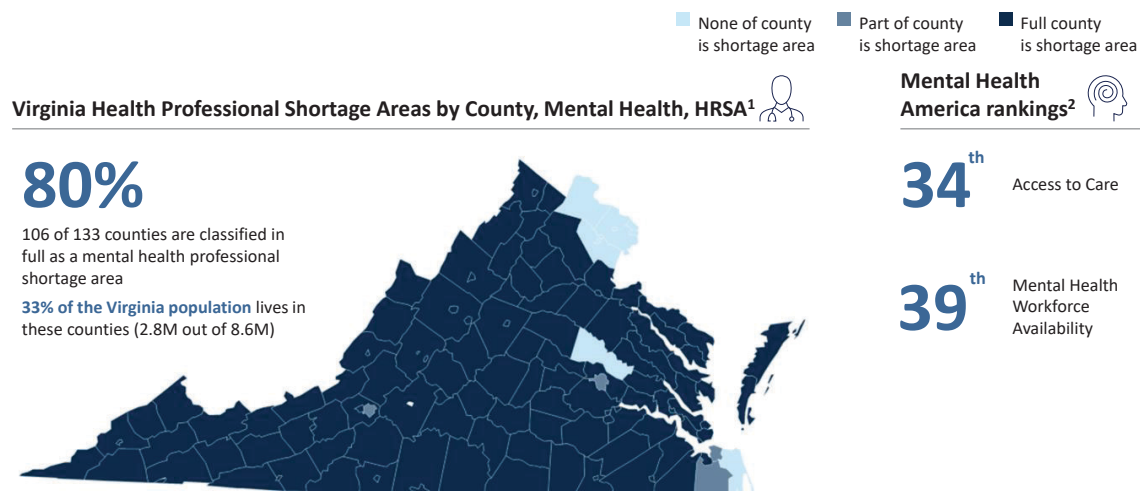 None of county
is shortage area
Part of county
is shortage area
Full county
is shortage area
Virginia Health Professional Shortage Areas by County, Mental Health, HRSA1
Mental Health
America rankings2
80%
106 of 133 counties are classified in
full as a mental health professional
shortage area
33% of the Virginia population lives in
these counties (2.8M out of 8.6M)
34th
Access to Care
39th
Mental Health
Workforce
Availability